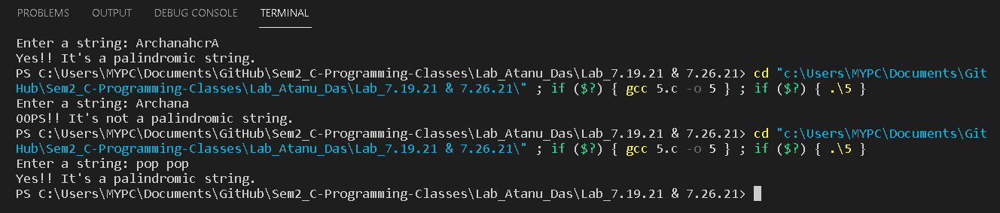 PROBLEMS OUTPUT DEBUG CONSOLE TERMINAL
Enter a string: ArchanahcrA
Yes!! It's a palindromic string.
PS C:\Users\MYPC\Documents\GitHub\Sem2_C-Programming-Classes\Lab_Atanu_Das\Lab_7.19.21 & 7.26.21> cd "c:\Users\MYPC\Documents\Git
Hub\Sem2_C-Programming-Classes\Lab_Atanu_Das\Lab_7.19.21 & 7.26.21\" ; if ($?) { gcc 5.c -o 5 } ; if ($?) { .\5 }
Enter a string: Archana
OOPS!! It's not a palindromic string.
PS C:\Users\MYPC\Documents\GitHub\Sem2_C-Programming-Classes\Lab_Atanu_Das\Lab_7.19.21 & 7.26.21> cd "c:\Users\MYPC\Documents\Git
Hub\Sem2_C-Programming-Classes\Lab_Atanu_Das\Lab_7.19.21 & 7.26.21\" ; if ($?) { gcc 5.c -o 5 } ; if ($?) { .\5 }
Enter a string: pop pop
Yes!! It's a palindromic string.
PS C:\Users\MYPC\Documents\GitHub\Sem2_C-Programming-Classes\Lab_Atanu_Das\Lab_7.19.21 & 7.26.21>